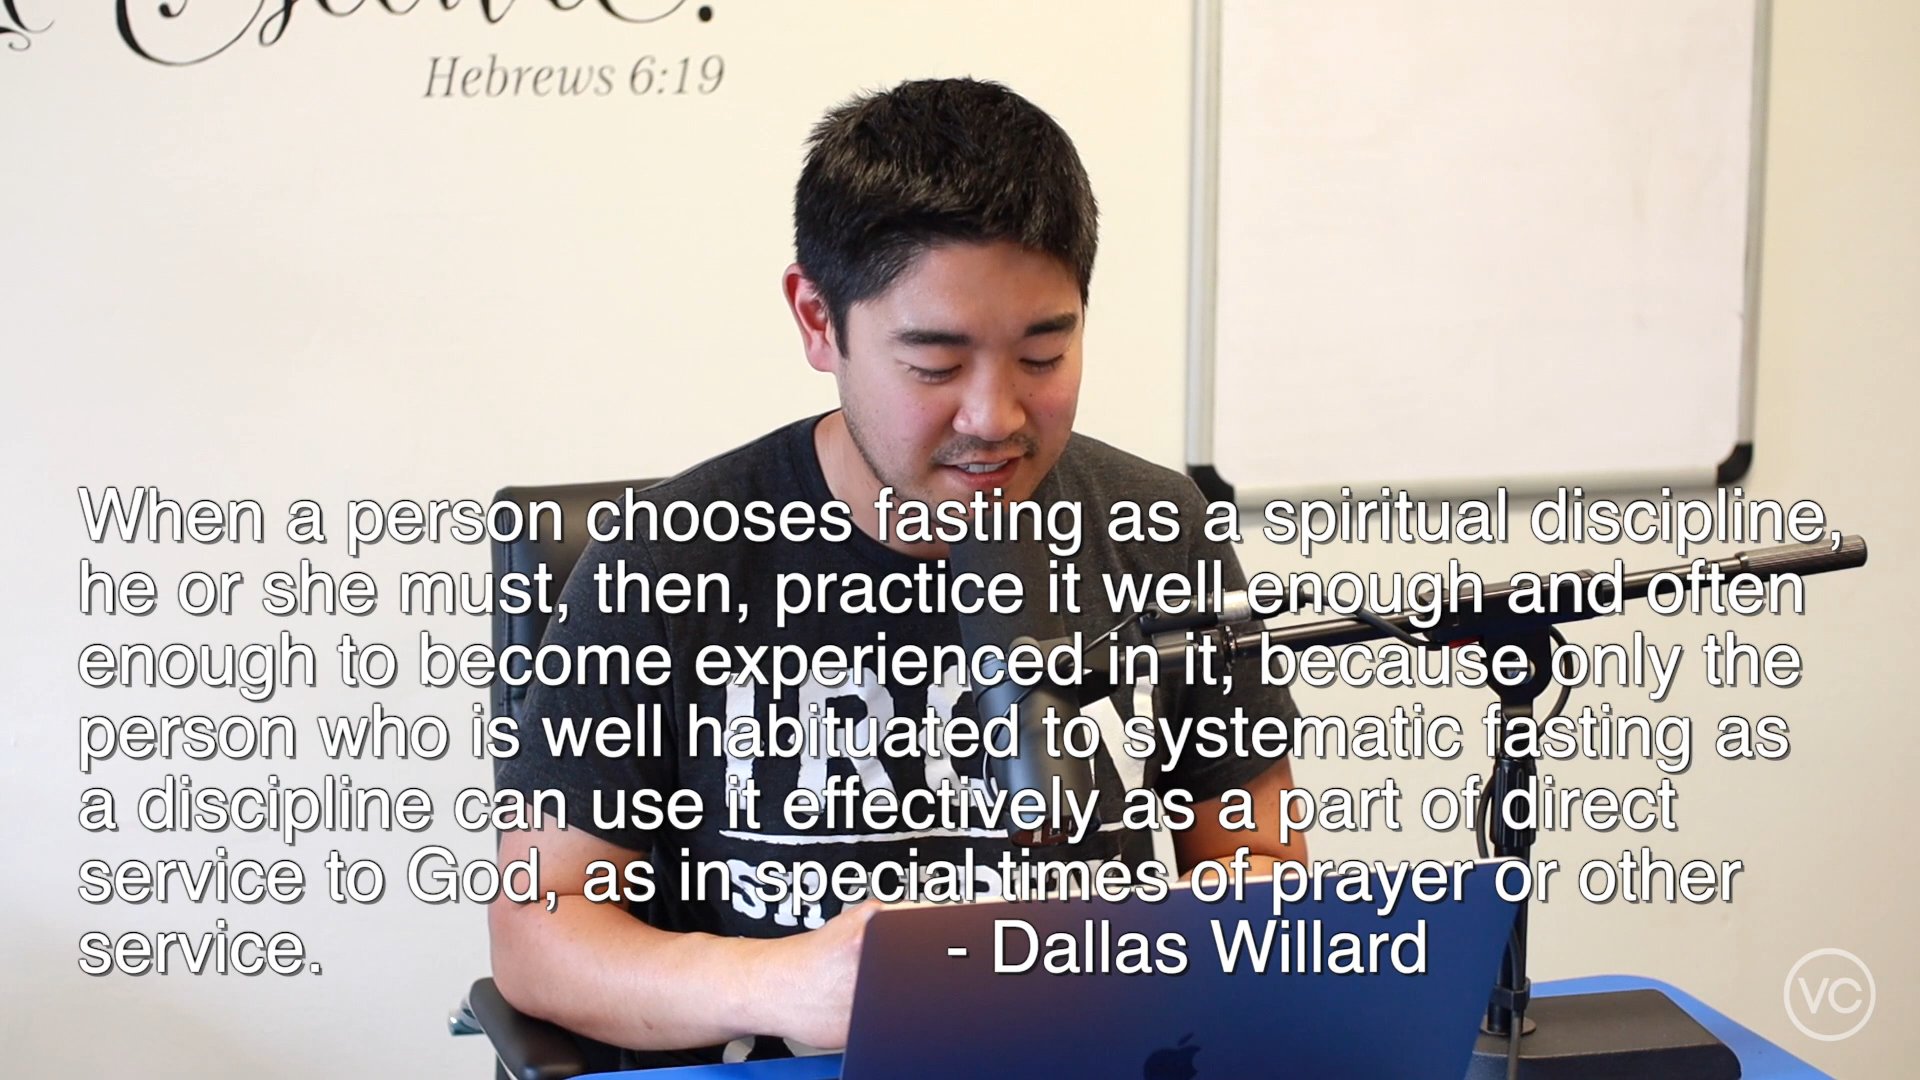 Hebrews 6:19
When a person chooses fasting as a spiritual discipline,
he or she must, then, practice it well enough and often
enough to become experienced in it, because only the
person who is well habituated to systematic fasting as
a discipline can use it effectively as a part of direct
service to God, as in special times of prayer or other
service. - Dallas Willard
VC